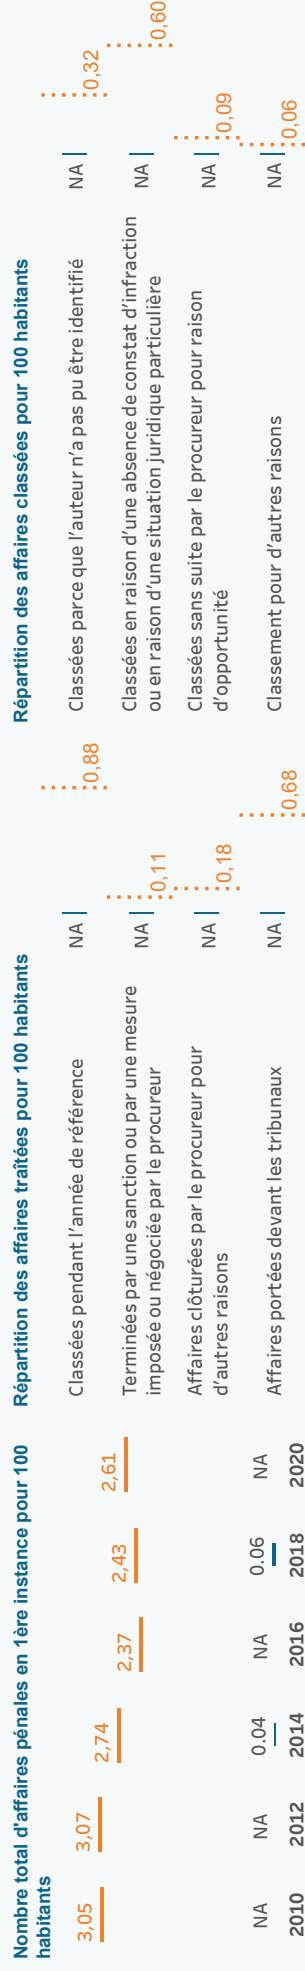 Nombre total d'affaires pénales en 1ère instance pour 100
habitants
3,05
3,07
2,74
2,37
2,43
2,61
NA
NA
0.04
NA
0.06
NA
2010
2012
2014
2016
2018
2020
Répartition des affaires traîtées pour 100 habitants
Classées pendant l'année de référence
NA
0,88
Terminées par une sanction ou par une mesure
imposée ou négociée par le procureur
NA
0,11
Affaires clôturées par le procureur pour
d'autres raisons
NA
0,18
Affaires portées devant les tribunaux
NA
0,68
Répartition des affaires classées pour 100 habitants
Classées parce que l'auteur n'a pas pu être identifié
NA
0,32
Classées en raison d'une absence de constat d'infraction
ou en raison d'une situation juridique particulière
NA
0,60
Classées sans suite par le procureur pour raison
d'opportunité
NA
0,09
Classement pour d'autres raisons
NA
0,06